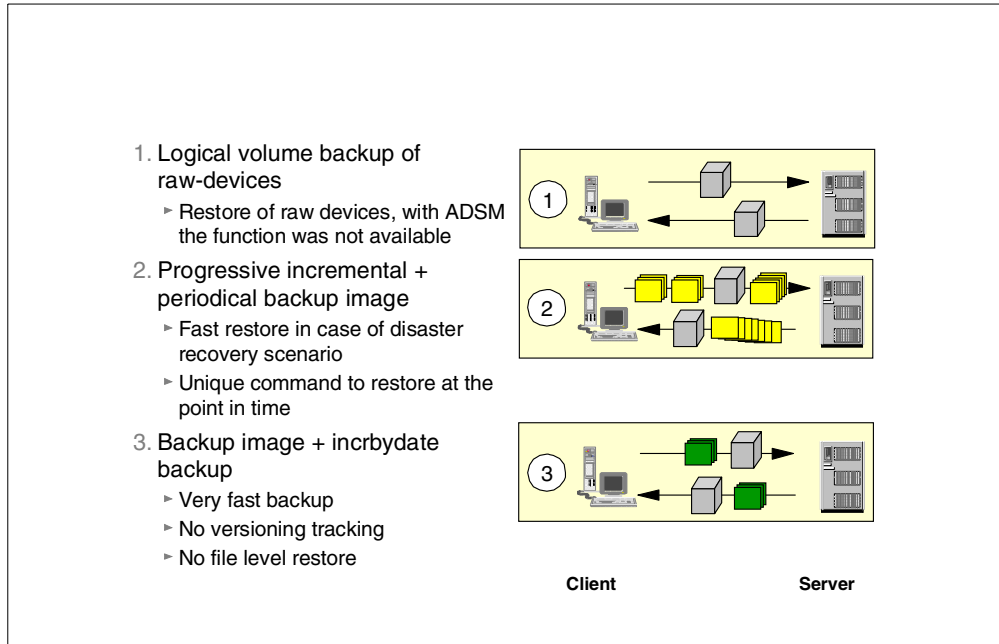 1. Logical volume backup of
raw-devices
► Restore of raw devices, with ADSM
the function was not available
2. Progressive incremental +
periodical backup image
► Fast restore in case of disaster
recovery scenario
► Unique command to restore at the
point in time
3. Backup image + incrbydate
backup
► Very fast backup
► No versioning tracking
► No file level restore
1
2
3
Client
Server